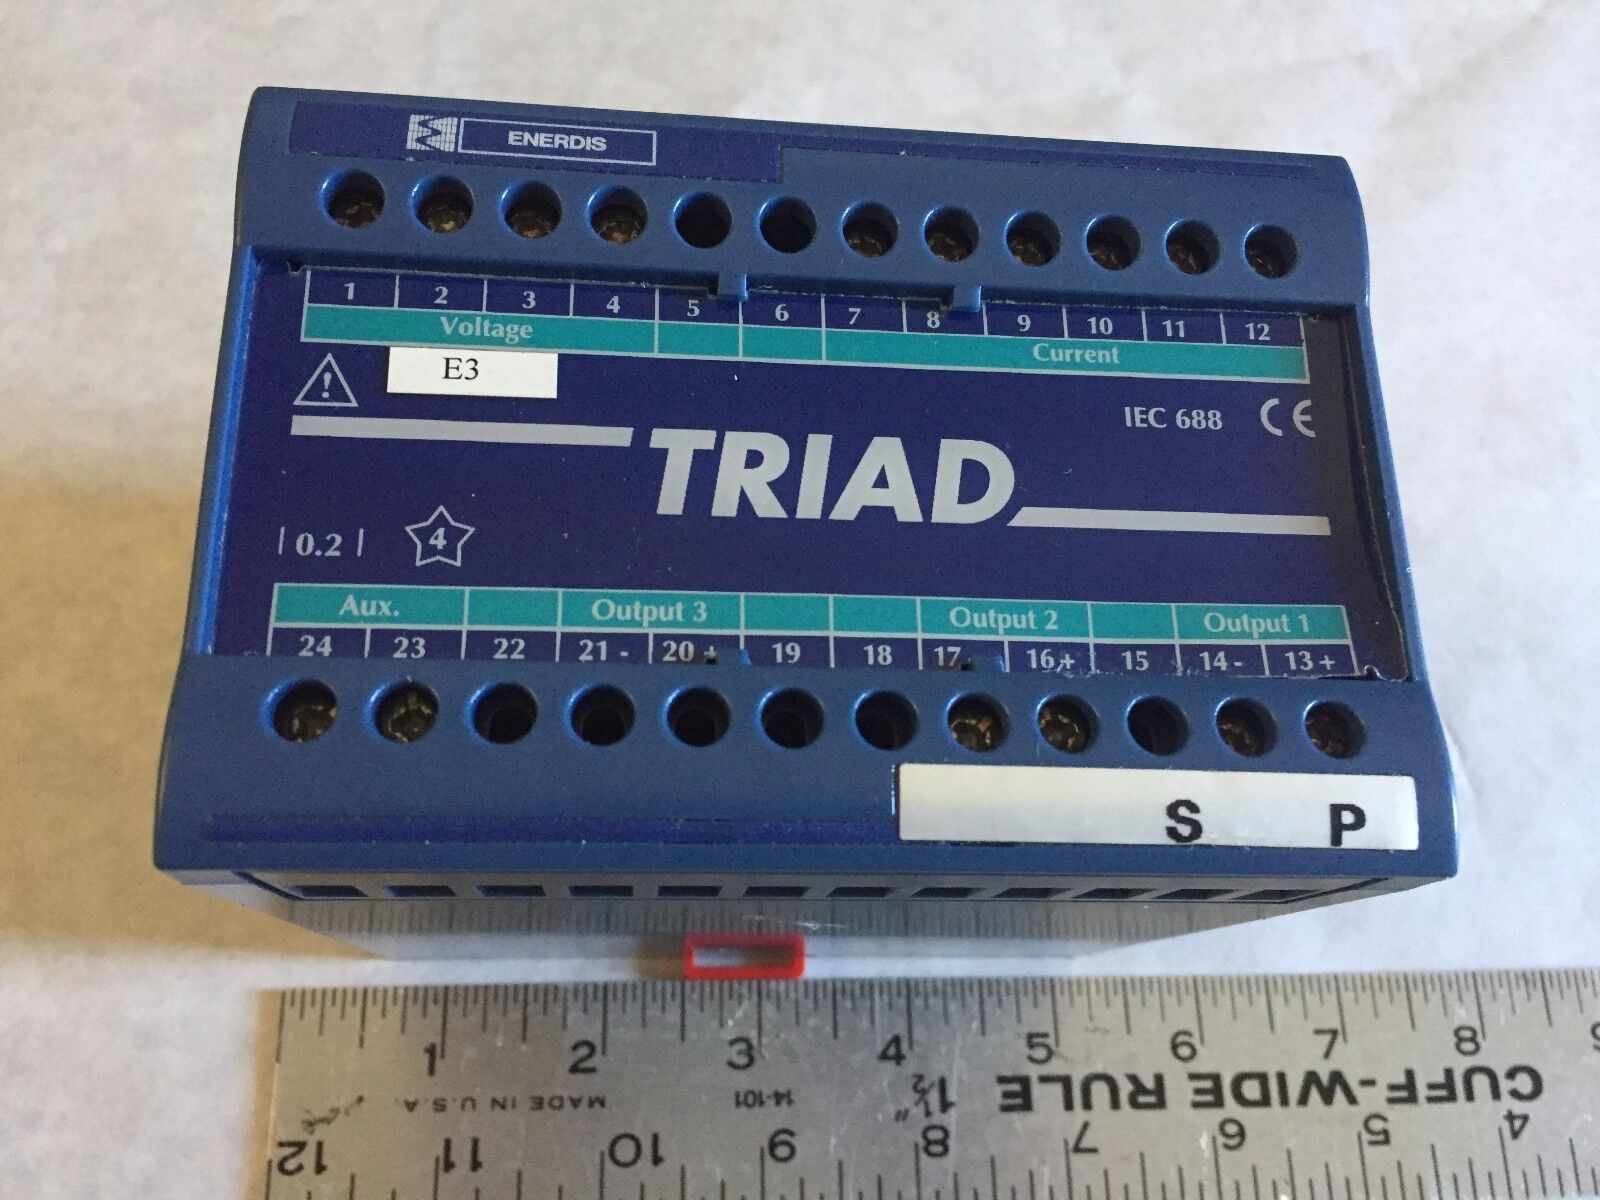 ENERDIS
1 2 3 4 5 6 7 8 9 10 11 12
Voltage Current
E3
IEC 688 CE
TRIAD
0.2 4
Aux. Output 3 Output 2 Output 1
24 23 22 21 - 20 + 19 18 17 - 16 + 15 14 - 13 +
S P
1 2 3 4 5 6 7 8 9
MADE IN U.S.A. 14-101 1½" CUFF-WIDE RULE
12 11 10 9 8 7 6 5 4